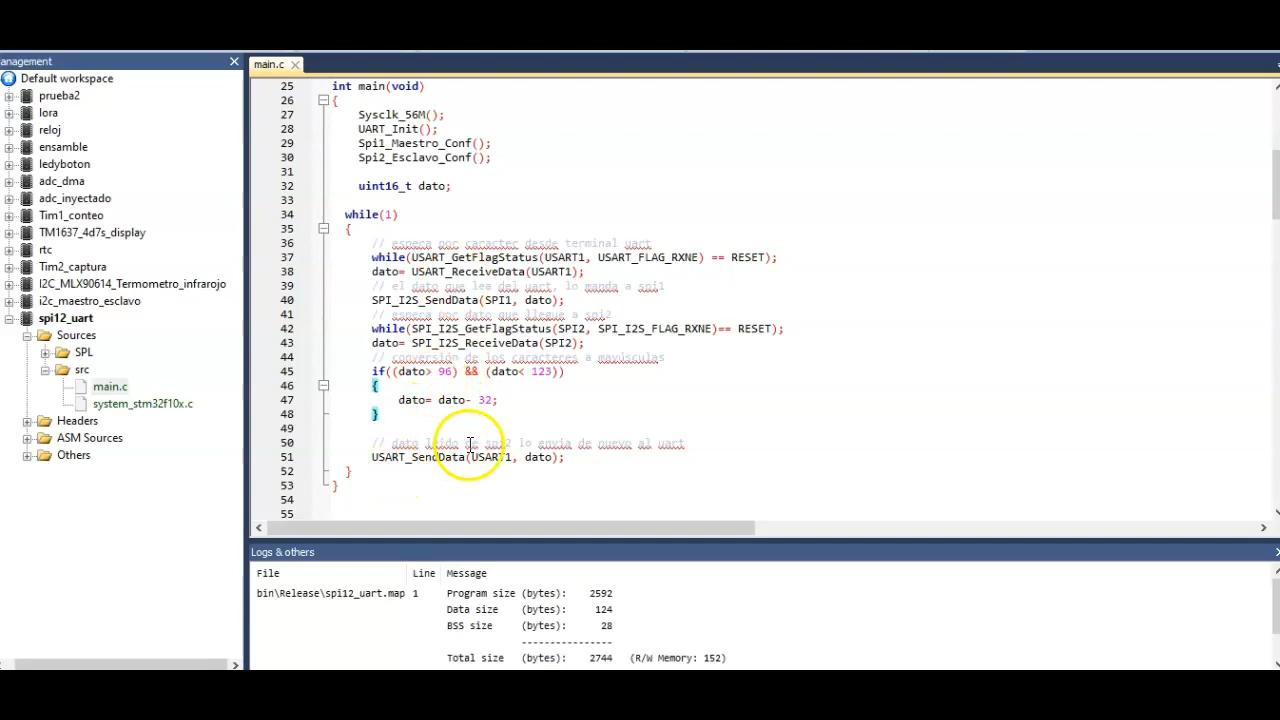 anagement
Default workspace
prueba2
lora
reloj
ensamble
ledyboton
adc_dma
adc_inyectado
Tim1_conteo
TM1637_4d7s_display
rtc
Tim2_captura
I2C_MLX90614_Termometro_infrarojo
i2c_maestro_esclavo
spi12_uart
Sources
SPL
src
main.c
system_stm32f10x.c
Headers
ASM Sources
Others
main.c
25 int main(void)
26 {
27 Sysclk_56M();
28 UART_Init();
29 Spi1_Maestro_Conf();
30 Spi2_Esclavo_Conf();
31
32 uint16_t dato;
33
34 while(1)
35 {
36 // espera por caracter desde terminal uart
37 while(USART_GetFlagStatus(USART1, USART_FLAG_RXNE) == RESET);
38 dato= USART_ReceiveData(USART1);
39 // el dato que lea del uart, lo manda a spi1
40 SPI_I2S_SendData(SPI1, dato);
41 // espera por dato que llegue a spi2
42 while(SPI_I2S_GetFlagStatus(SPI2, SPI_I2S_FLAG_RXNE)== RESET);
43 dato= SPI_I2S_ReceiveData(SPI2);
44 // conversión de los caracteres a mayúsculas
45 if((dato> 96) && (dato< 123))
46 {
47 dato= dato- 32;
48 }
49
50 // dato leido de spi2 lo envia de nuevo al uart
51 USART_SendData(USART1, dato);
52 }
53 }
54
55
Logs & others
File Line Message
bin\Release\spi12_uart.map 1 Program size (bytes): 2592
Data size (bytes): 124
BSS size (bytes): 28
----------------
Total size (bytes): 2744 (R/W Memory: 152)